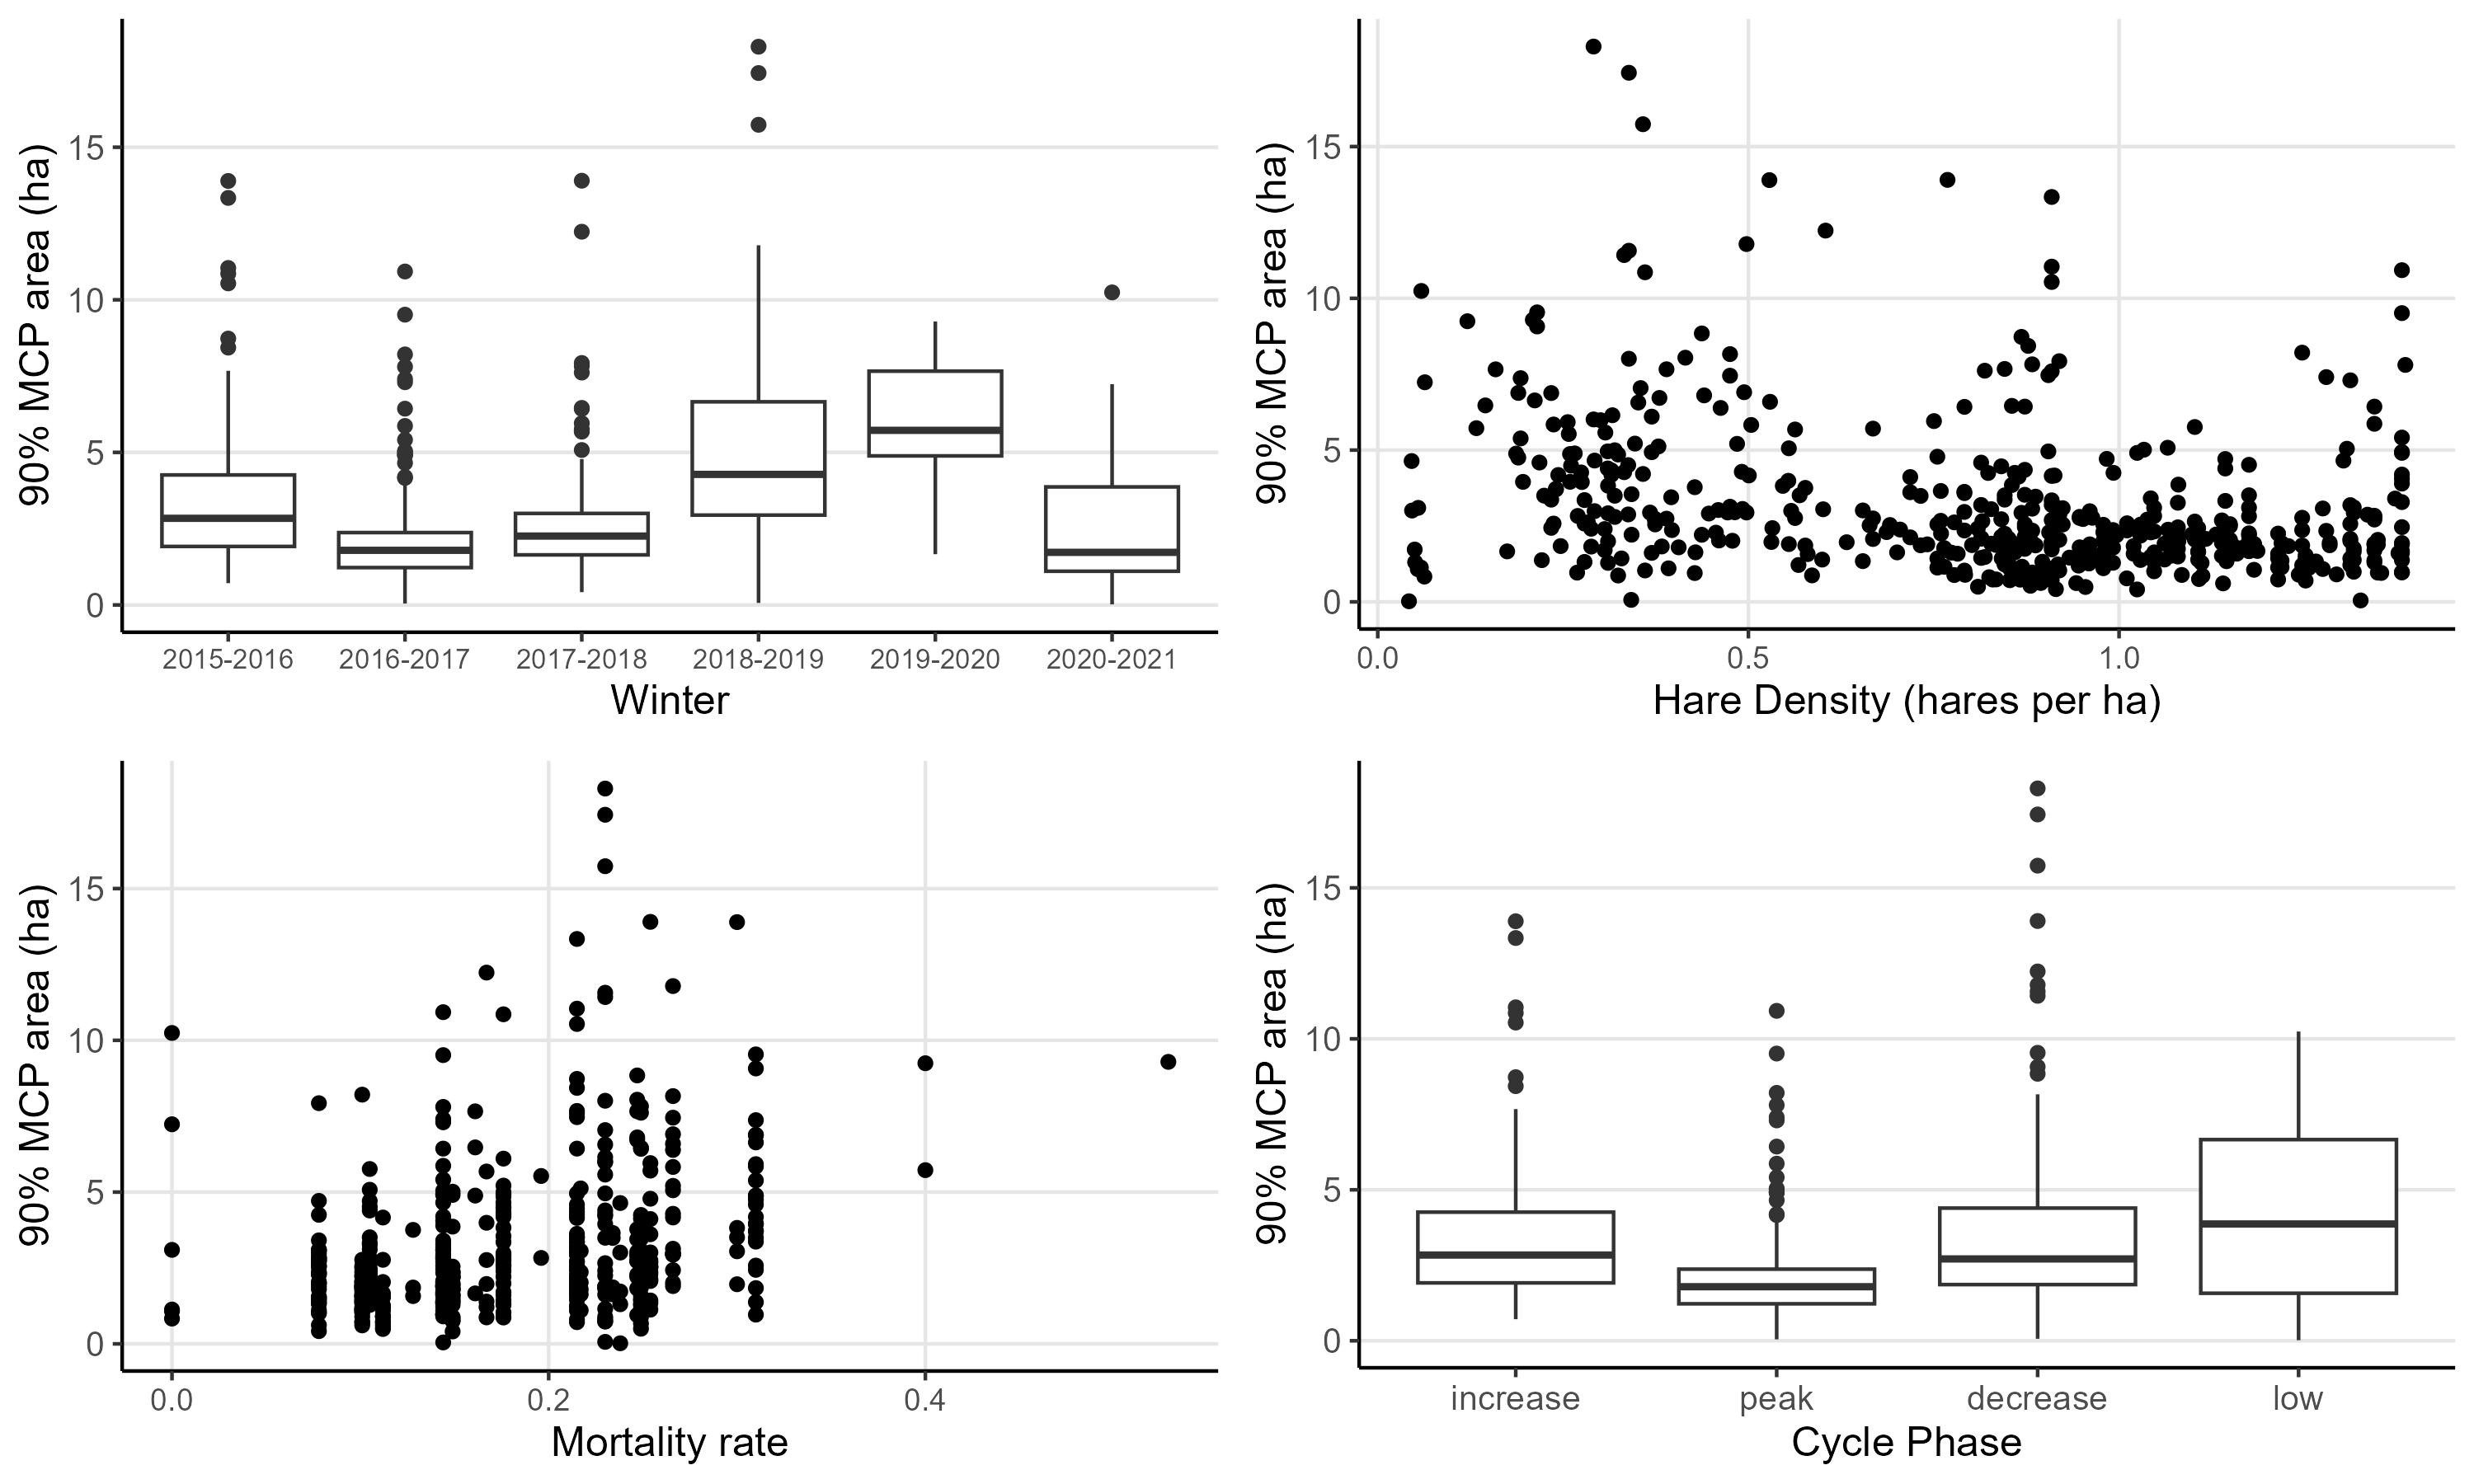 90% MCP area (ha)
15
10
5
0
2015-2016 2016-2017 2017-2018 2018-2019 2019-2020 2020-2021
Winter
90% MCP area (ha)
15
10
5
0
0.0 0.5 1.0
Hare Density (hares per ha)
90% MCP area (ha)
15
10
5
0
0.0 0.2 0.4
Mortality rate
90% MCP area (ha)
15
10
5
0
increase peak decrease low
Cycle Phase